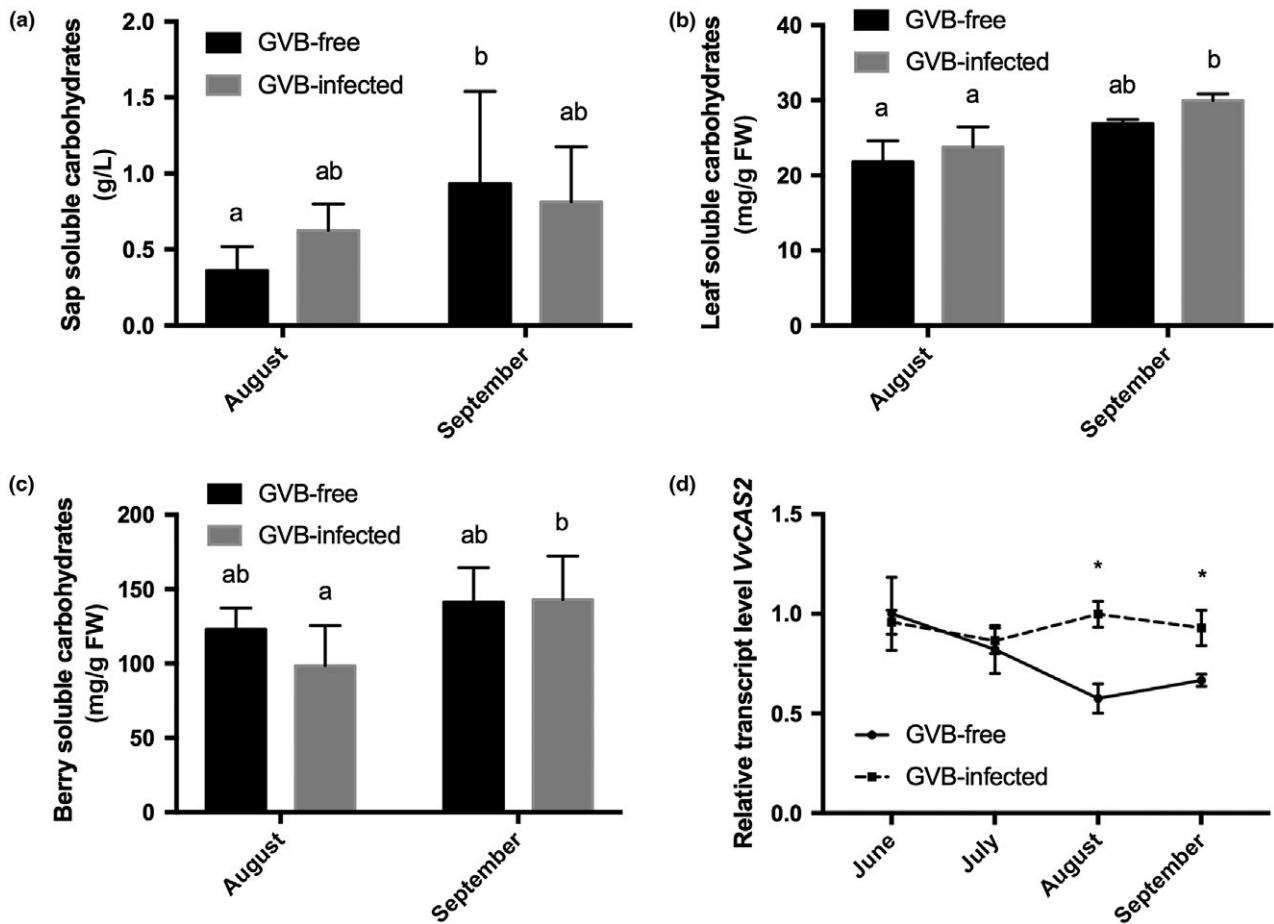 (a)
Sap soluble carbohydrates
(g/L)
2.0
1.5
1.0
0.5
0.0
GVB-free
GVB-infected
a
ab
b
ab
August
September
(b)
Leaf soluble carbohydrates
(mg/g FW)
40
30
20
10
0
GVB-free
GVB-infected
a
a
ab
b
August
September
(c)
Berry soluble carbohydrates
(mg/g FW)
200
150
100
50
0
GVB-free
GVB-infected
ab
a
ab
b
August
September
(d)
Relative transcript level VvCAS2
1.5
1.0
0.5
0.0
*
*
GVB-free
GVB-infected
June
July
August
September